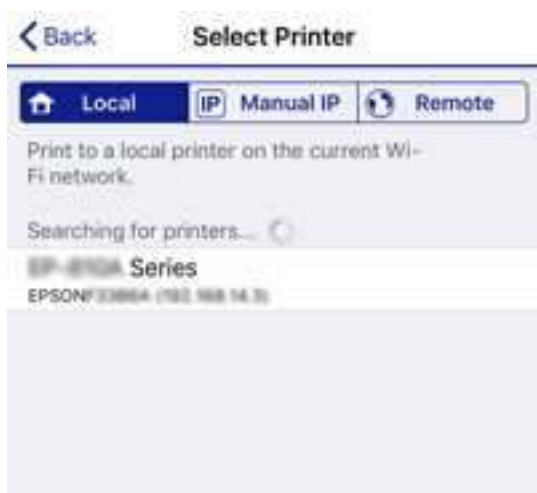 Back Select Printer
Local IP Manual IP Remote
Print to a local printer on the current Wi-
Fi network.
Searching for printers...
Series
EPSON